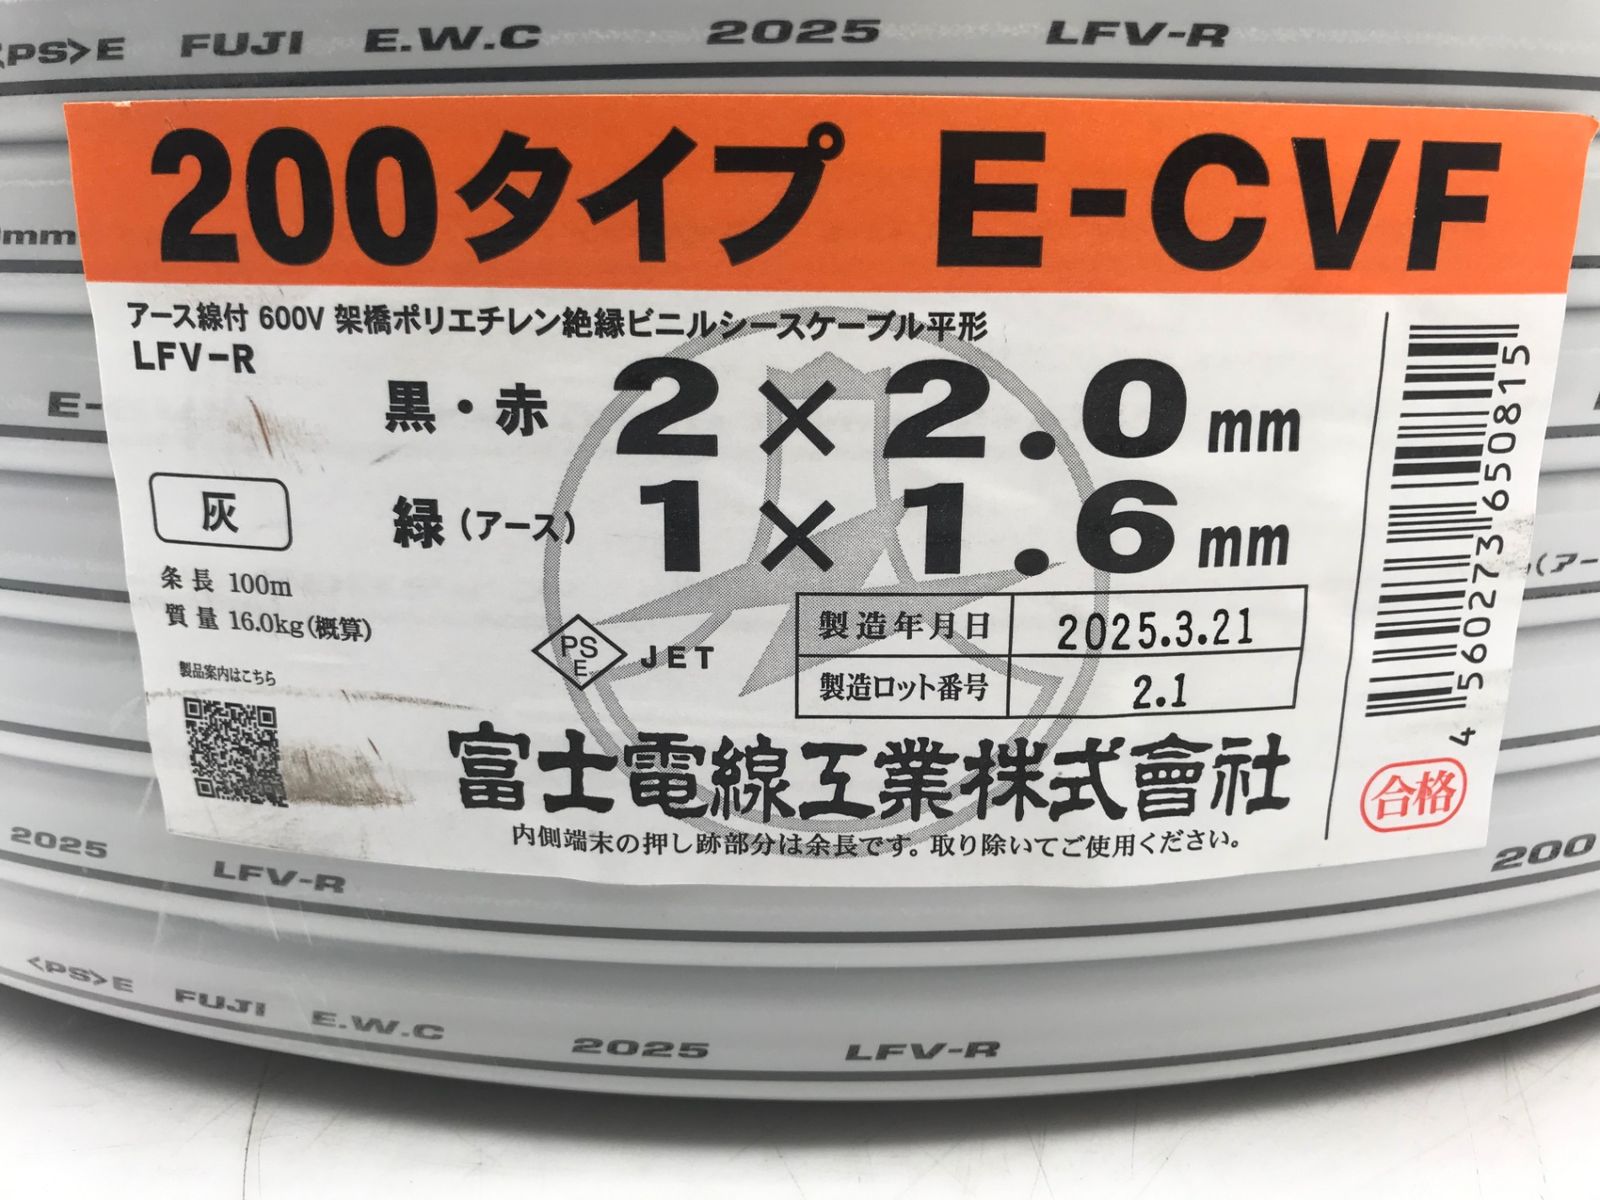 <PS>E FUJI E.W.C 2025 LFV-R
200タイプ E-CVF
mm
アース線付 600V 架橋ポリエチレン絶縁ビニルシースケーブル平形
LFV-R
黒・赤 2×2.0mm
E-
緑(アース) 1×1.6mm
灰
条長 100m
質量 16.0kg(概算)
製品案内はこちら
PS
E
JET
製造年月日 2025.3.21
製造ロット番号 2.1
富士電線工業株式會社
内側端末の押し跡部分は余長です。取り除いてご使用ください。
4560273650815
合格
(アー
2025 LFV-R
200
<PS>E FUJI E.W.C 2025 LFV-R